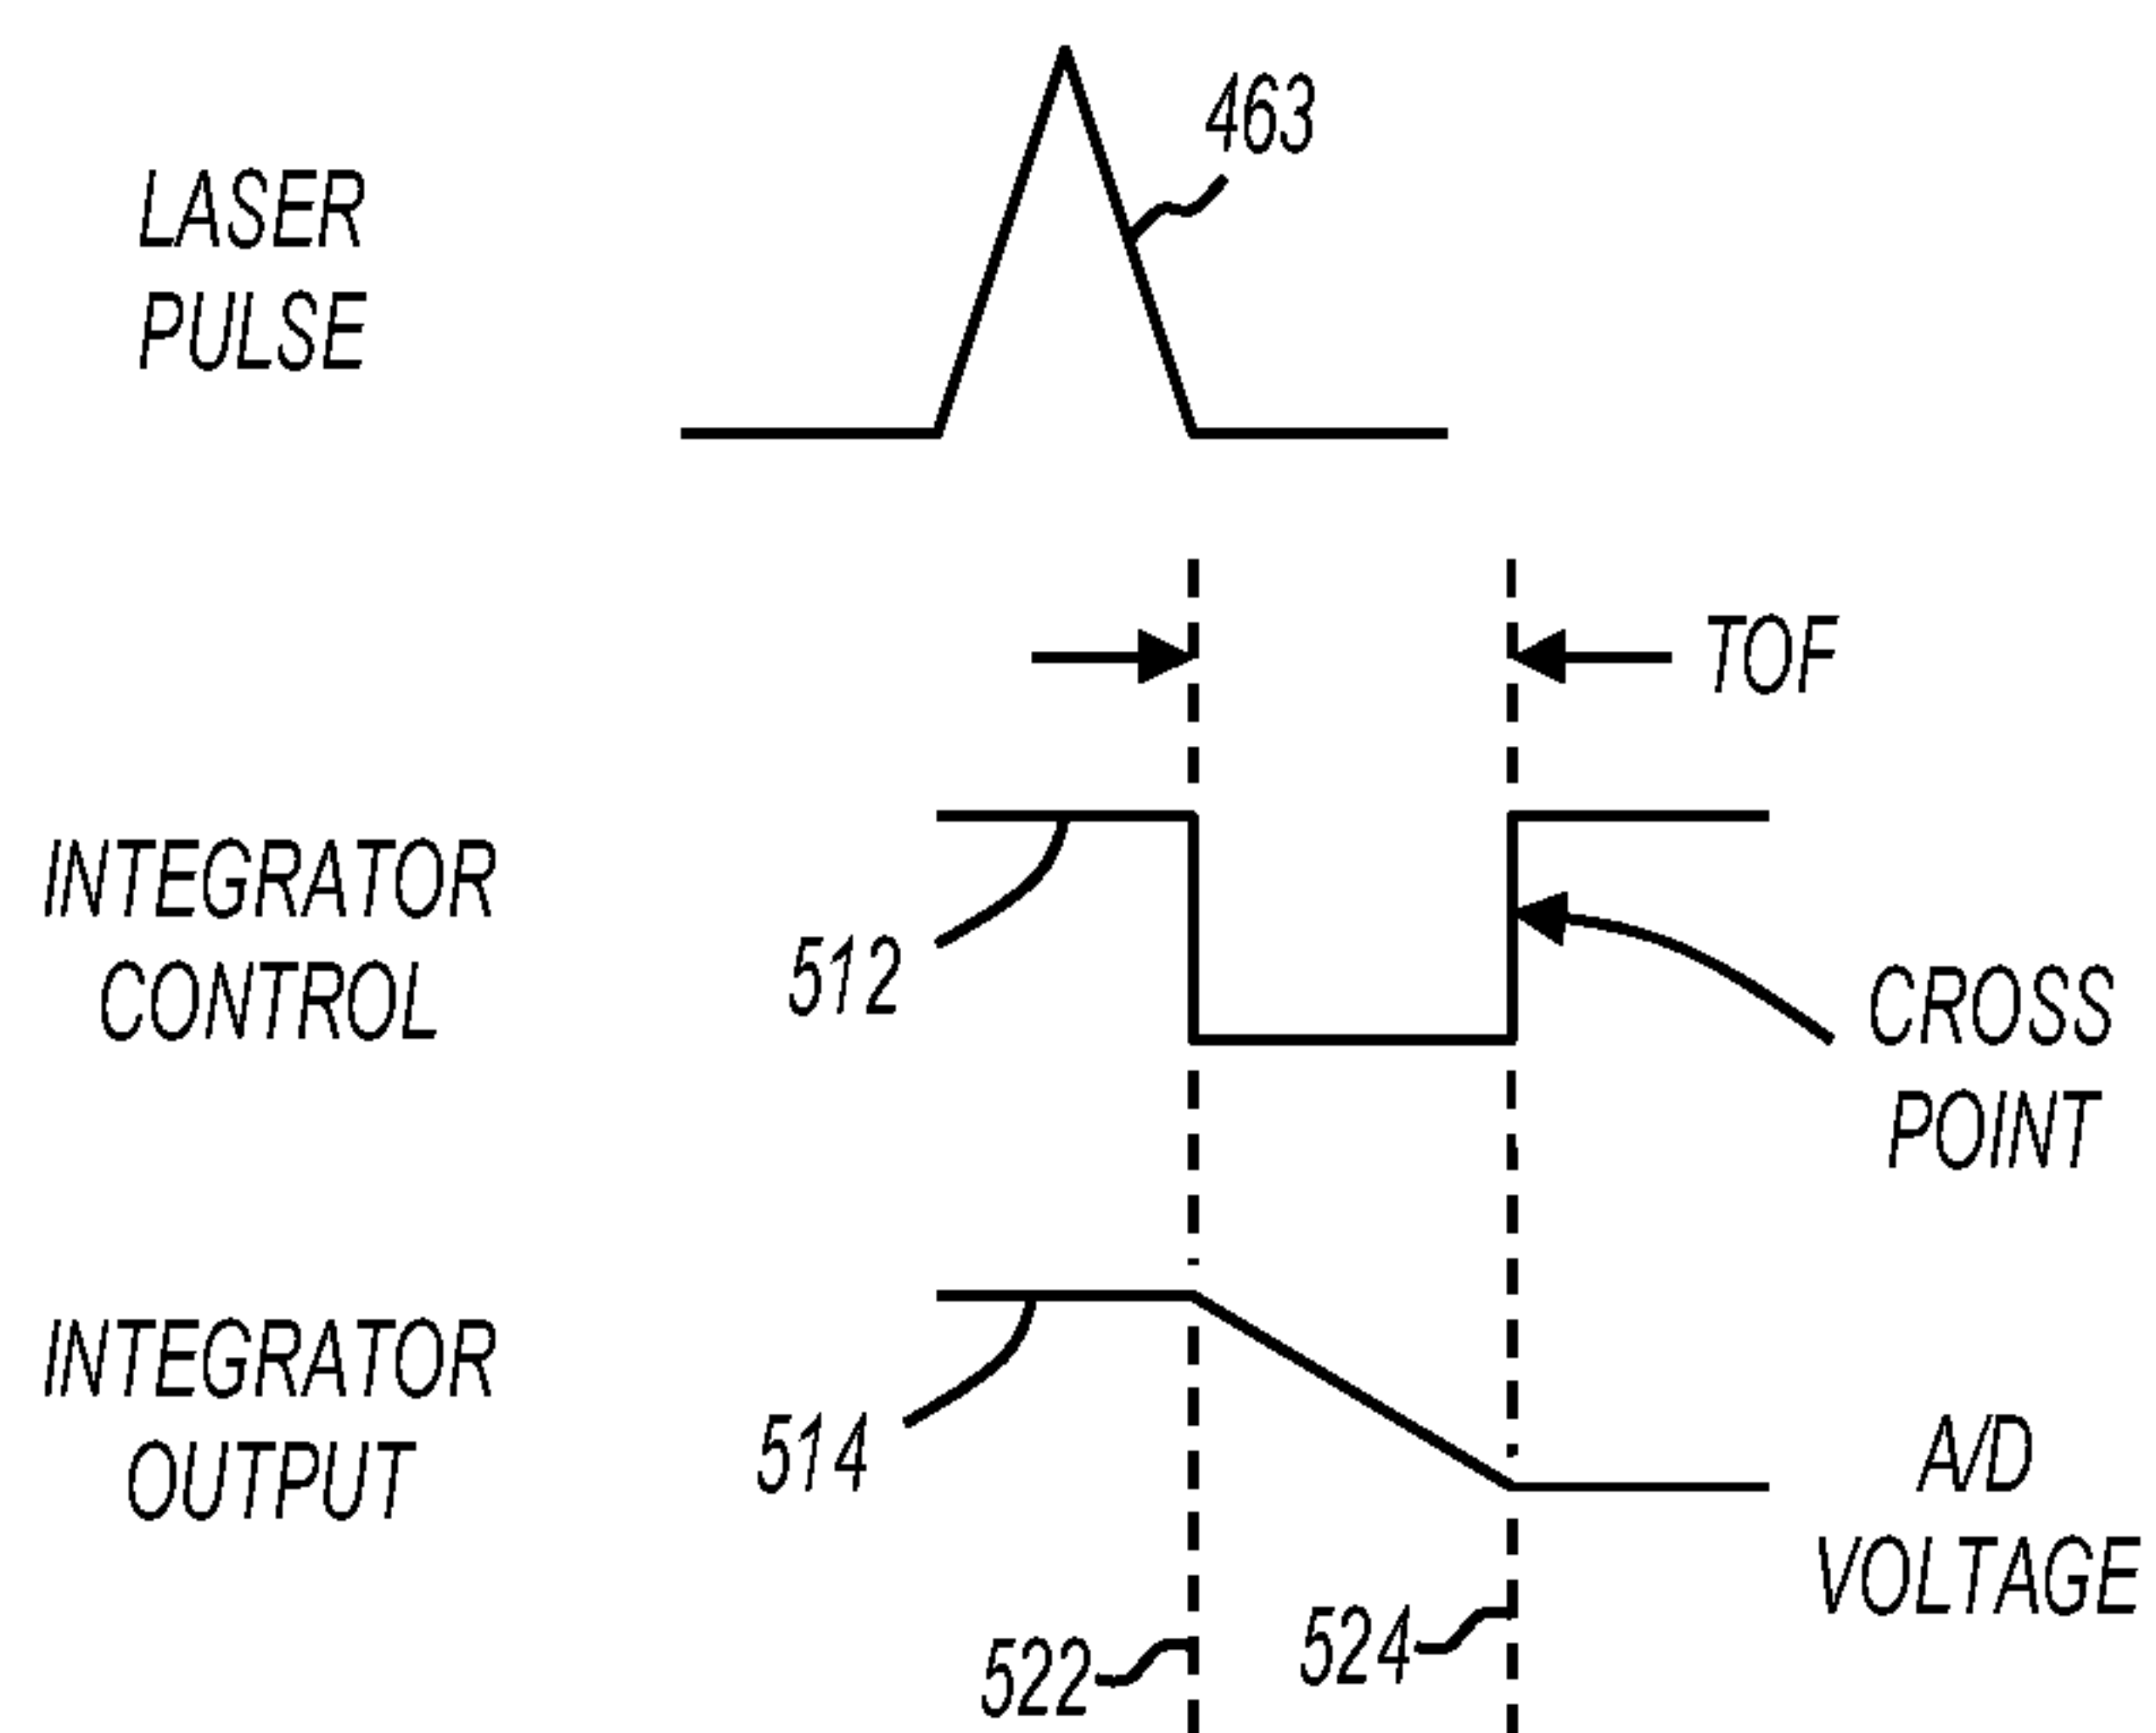 463
LASER
PULSE
TOF
INTEGRATOR
CONTROL
512
CROSS
POINT
INTEGRATOR
OUTPUT
514
A/D
VOLTAGE
522
524